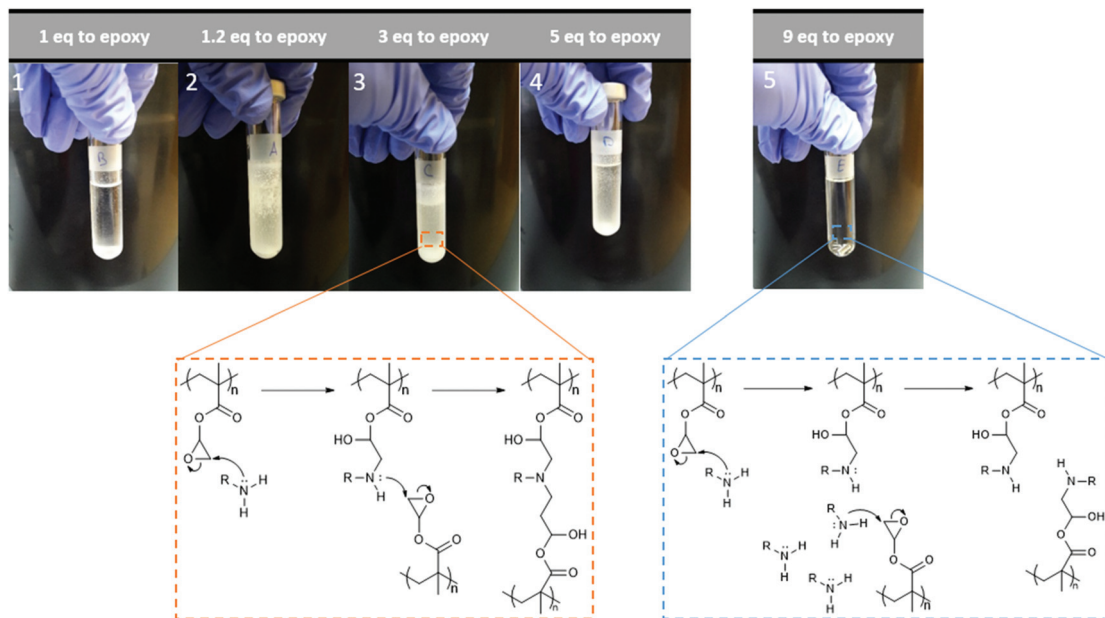 1 eq to epoxy 1.2 eq to epoxy 3 eq to epoxy 5 eq to epoxy 9 eq to epoxy
1 2 3 4 5
B A C D E
n n n
O O O O O O
HO HO
O
R N H
H
R N:
H
R N
O
O O
n
OH
O O
n
n n n
O O O O O O
HO HO
O
R N H
H
R N:
H
R N
H
H
N R
R :N H
H
O
R N H
H
R N H
H
O O
n
OH
O O
n